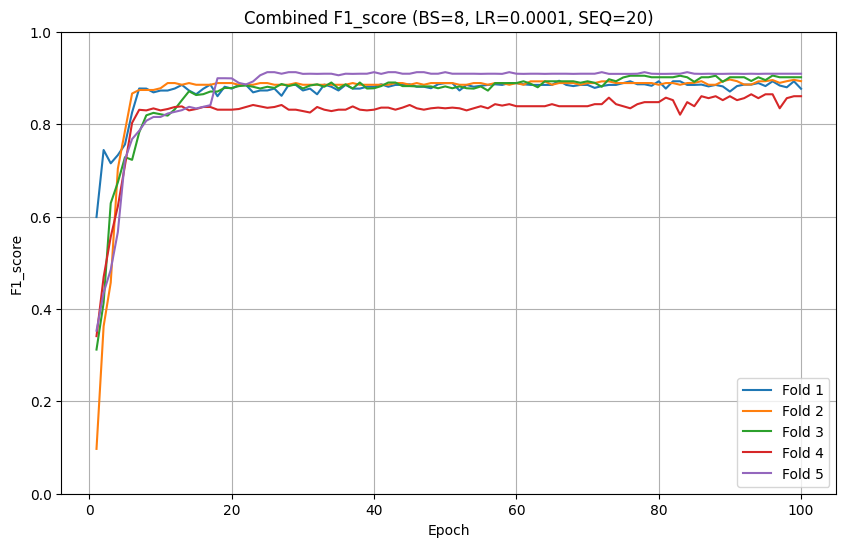 Combined F1_score (BS=8, LR=0.0001, SEQ=20)
F1_score
1.0
0.8
0.6
0.4
0.2
0.0
0 20 40 60 80 100
Epoch
Fold 1
Fold 2
Fold 3
Fold 4
Fold 5